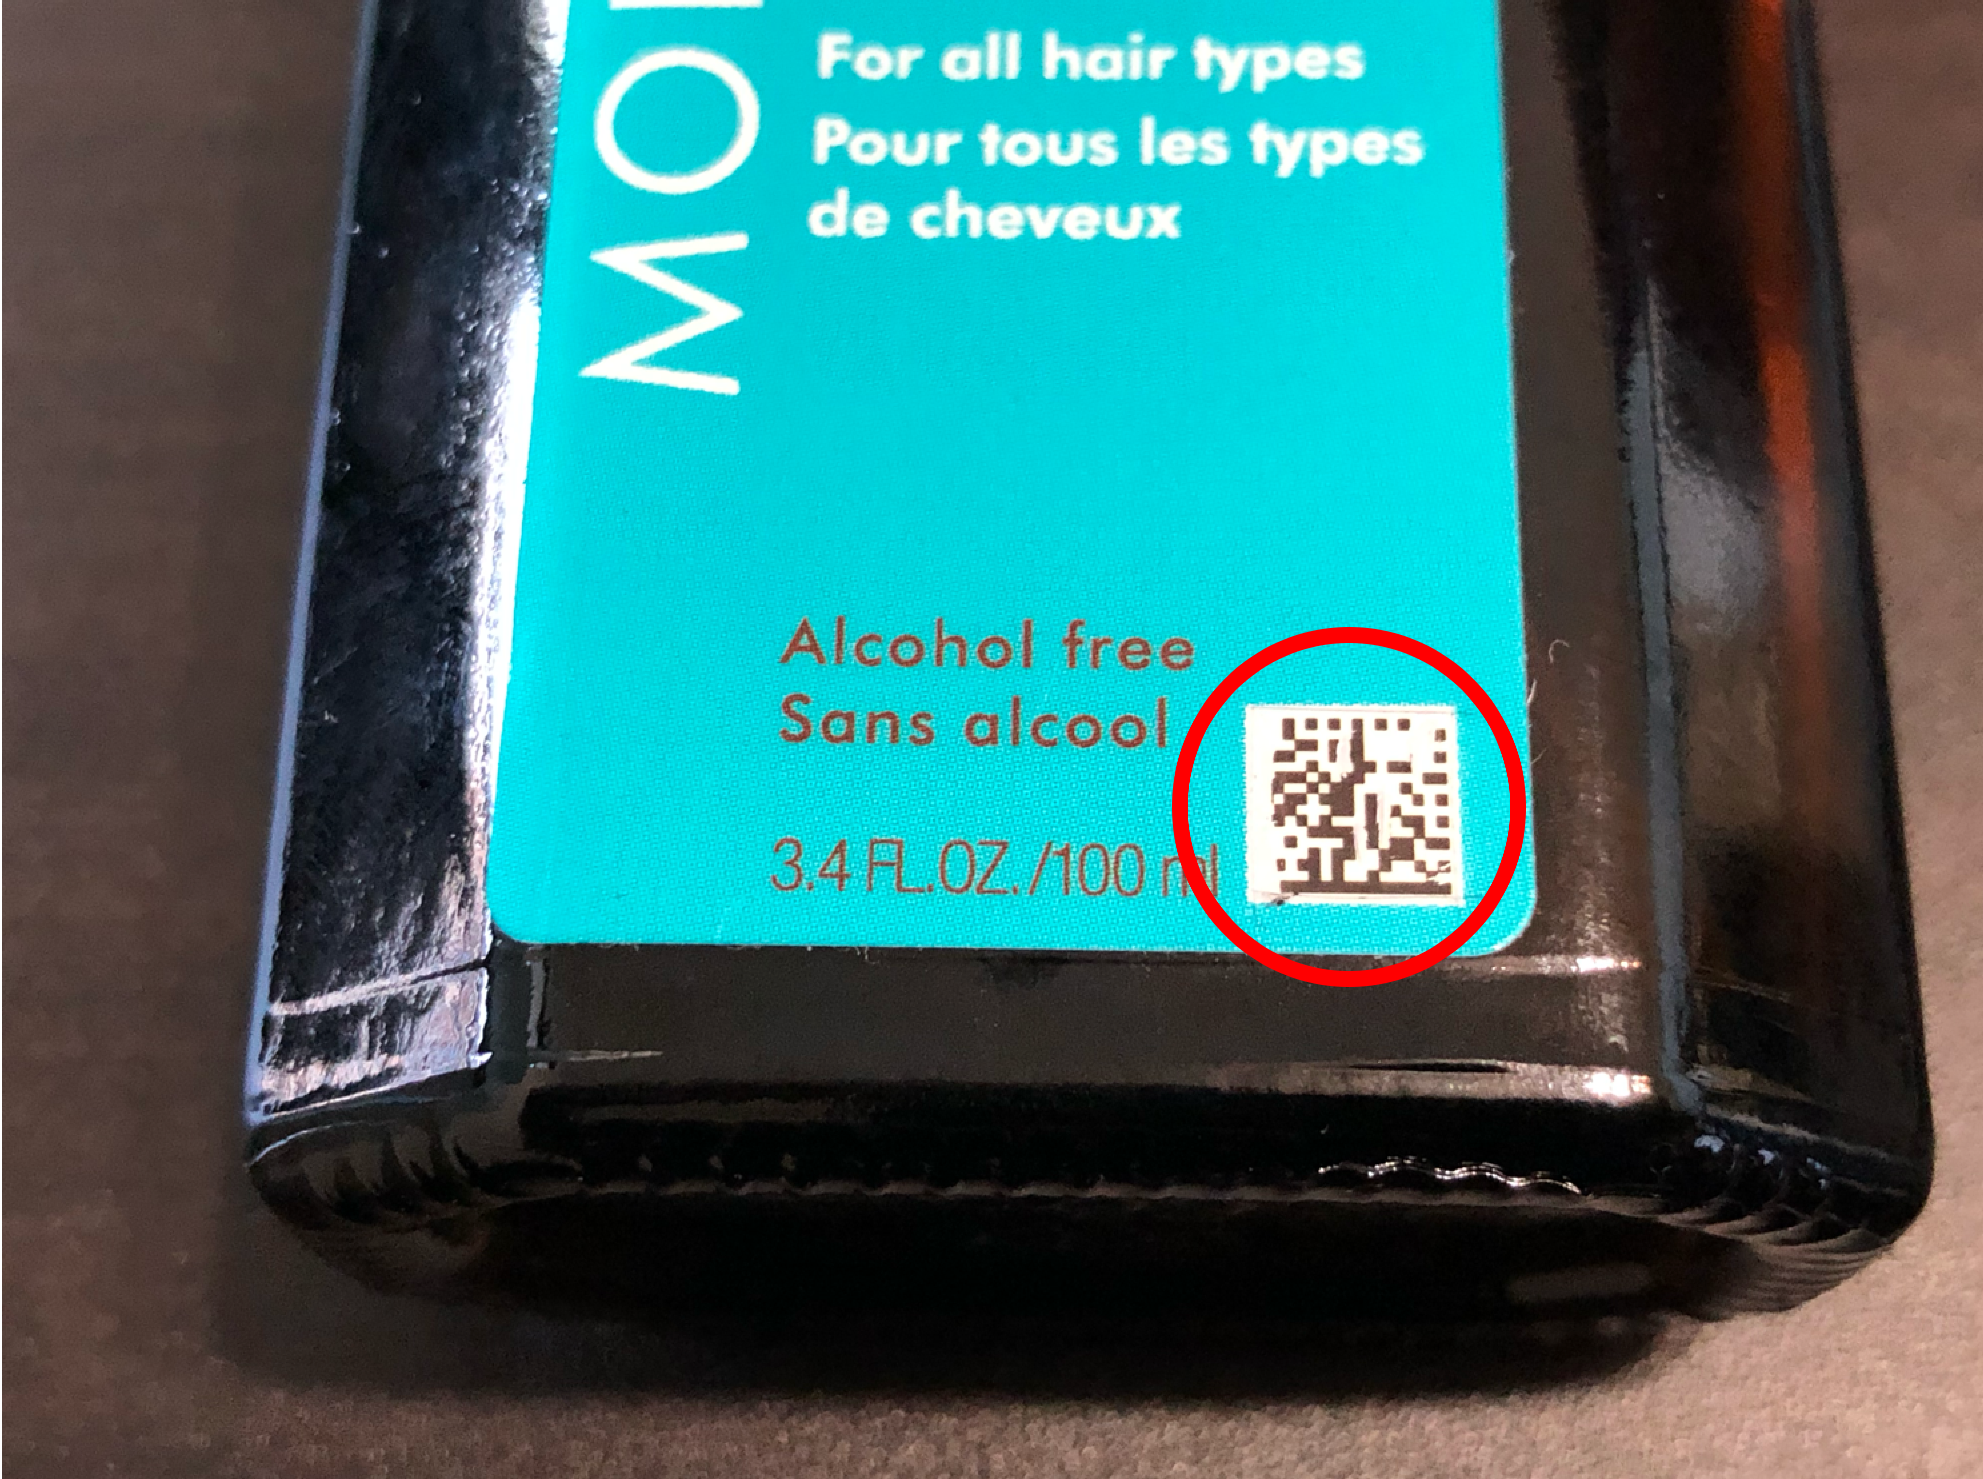 MO
For all hair types
Pour tous les types
de cheveux
Alcohol free
Sans alcool
3.4 FL.OZ./100 ml